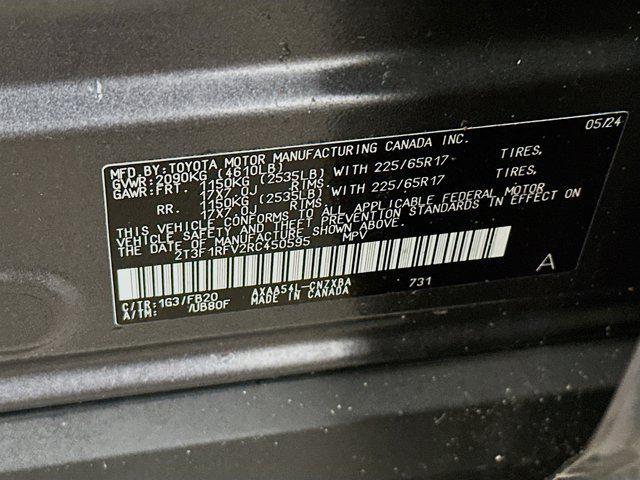 05/24
MFD.BY:TOYOTA MOTOR MANUFACTURING CANADA INC.
GVWR:2090KG (4610LB)
GAWR:FRT. 1150KG (2535LB) WITH 225/65R17 TIRES,
17X7.0J RIMS,
RR. 1150KG (2535LB) WITH 225/65R17 TIRES,
17X7.0J RIMS.
THIS VEHICLE CONFORMS TO ALL APPLICABLE FEDERAL MOTOR
VEHICLE SAFETY AND THEFT PREVENTION STANDARDS IN EFFECT ON
THE DATE OF MANUFACTURE SHOWN ABOVE.
2T3F1RFV2RC450595 MPV
A
C/TR:1G3/FB20 AXAA54L-CNZXBA 731
A/TM: /UB80F MADE IN CANADA